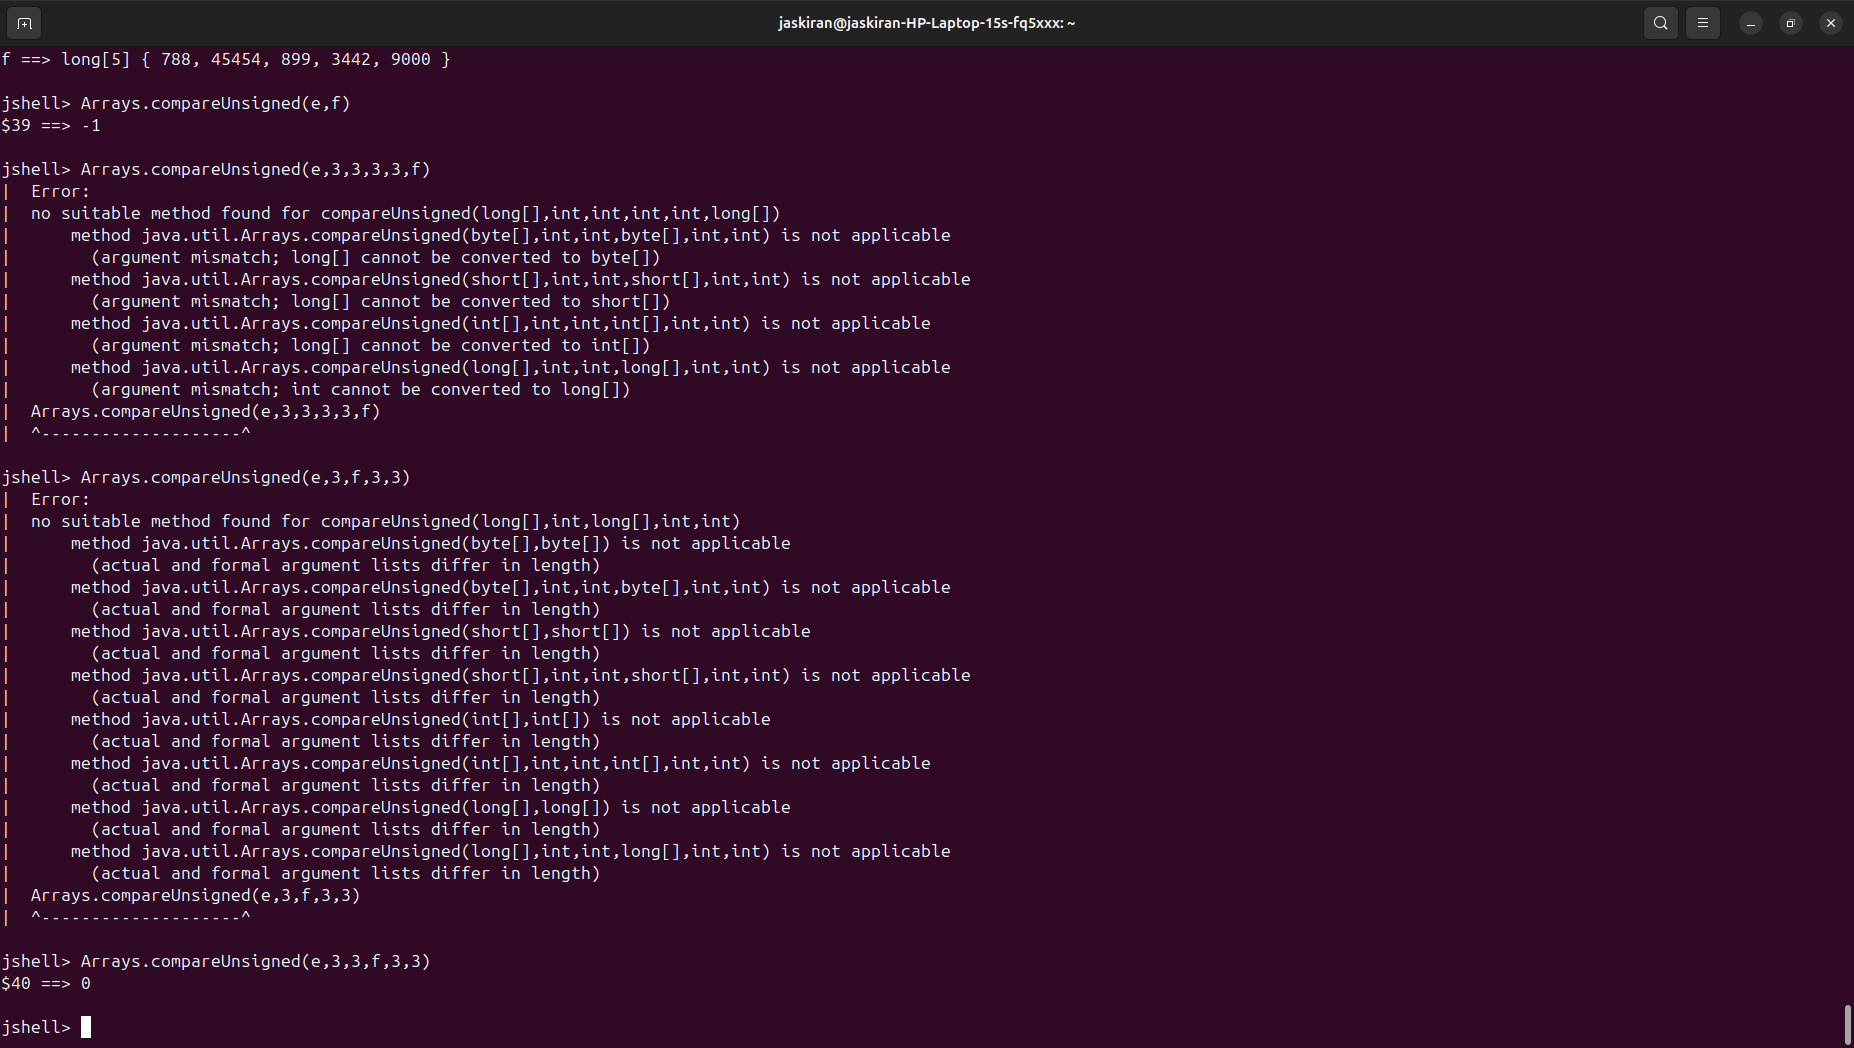 jaskiran@jaskiran-HP-Laptop-15s-fq5xxx: ~
f ==> long[5] { 788, 45454, 899, 3442, 9000 }
jshell> Arrays.compareUnsigned(e,f)
$39 ==> -1
jshell> Arrays.compareUnsigned(e,3,3,3,3,f)
|  Error:
|  no suitable method found for compareUnsigned(long[],int,int,int,int,long[])
|      method java.util.Arrays.compareUnsigned(byte[],int,int,byte[],int,int) is not applicable
|        (argument mismatch; long[] cannot be converted to byte[])
|      method java.util.Arrays.compareUnsigned(short[],int,int,short[],int,int) is not applicable
|        (argument mismatch; long[] cannot be converted to short[])
|      method java.util.Arrays.compareUnsigned(int[],int,int,int[],int,int) is not applicable
|        (argument mismatch; long[] cannot be converted to int[])
|      method java.util.Arrays.compareUnsigned(long[],int,int,long[],int,int) is not applicable
|        (argument mismatch; int cannot be converted to long[])
|  Arrays.compareUnsigned(e,3,3,3,3,f)
|  ^--------------------^
jshell> Arrays.compareUnsigned(e,3,f,3,3)
|  Error:
|  no suitable method found for compareUnsigned(long[],int,long[],int,int)
|      method java.util.Arrays.compareUnsigned(byte[],byte[]) is not applicable
|        (actual and formal argument lists differ in length)
|      method java.util.Arrays.compareUnsigned(byte[],int,int,byte[],int,int) is not applicable
|        (actual and formal argument lists differ in length)
|      method java.util.Arrays.compareUnsigned(short[],short[]) is not applicable
|        (actual and formal argument lists differ in length)
|      method java.util.Arrays.compareUnsigned(short[],int,int,short[],int,int) is not applicable
|        (actual and formal argument lists differ in length)
|      method java.util.Arrays.compareUnsigned(int[],int[]) is not applicable
|        (actual and formal argument lists differ in length)
|      method java.util.Arrays.compareUnsigned(int[],int,int,int[],int,int) is not applicable
|        (actual and formal argument lists differ in length)
|      method java.util.Arrays.compareUnsigned(long[],long[]) is not applicable
|        (actual and formal argument lists differ in length)
|      method java.util.Arrays.compareUnsigned(long[],int,int,long[],int,int) is not applicable
|        (actual and formal argument lists differ in length)
|  Arrays.compareUnsigned(e,3,f,3,3)
|  ^--------------------^
jshell> Arrays.compareUnsigned(e,3,3,f,3,3)
$40 ==> 0
jshell>